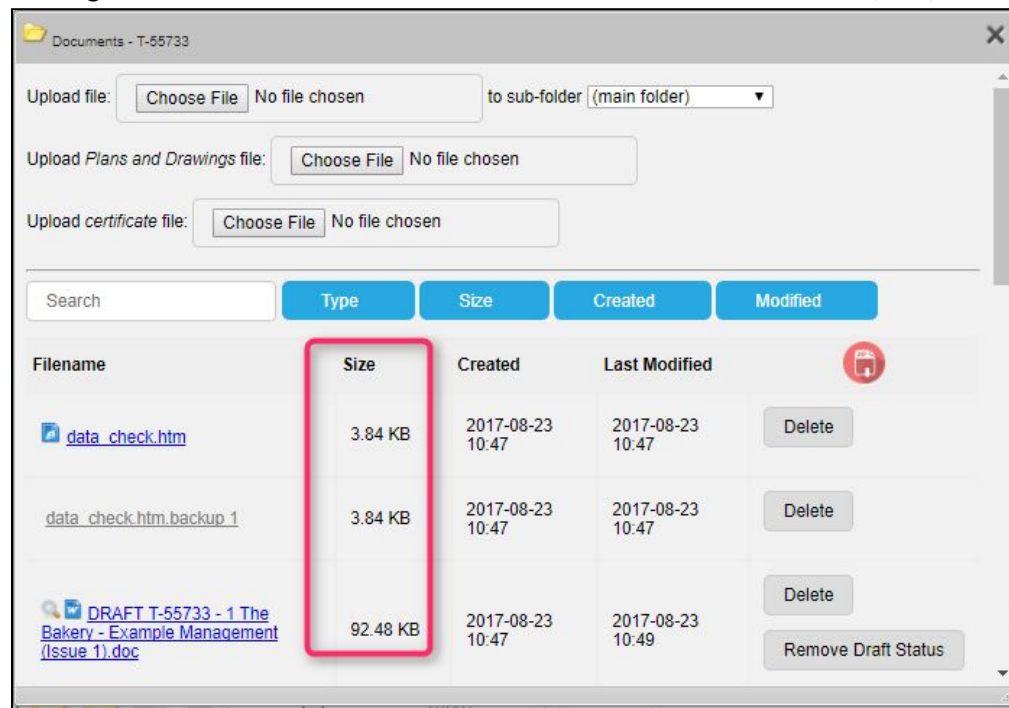 Documents - T-55733
Upload file: Choose File No file chosen to sub-folder (main folder)
Upload Plans and Drawings file: Choose File No file chosen
Upload certificate file: Choose File No file chosen
Search Type Size Created Modified
Filename Size Created Last Modified
data_check.htm 3.84 KB 2017-08-23 10:47 2017-08-23 10:47 Delete
data_check.htm.backup 1 3.84 KB 2017-08-23 10:47 2017-08-23 10:47 Delete
DRAFT T-55733 - 1 The
Bakery - Example Management
(Issue 1).doc
92.48 KB 2017-08-23 10:47 2017-08-23 10:49 Delete
Remove Draft Status